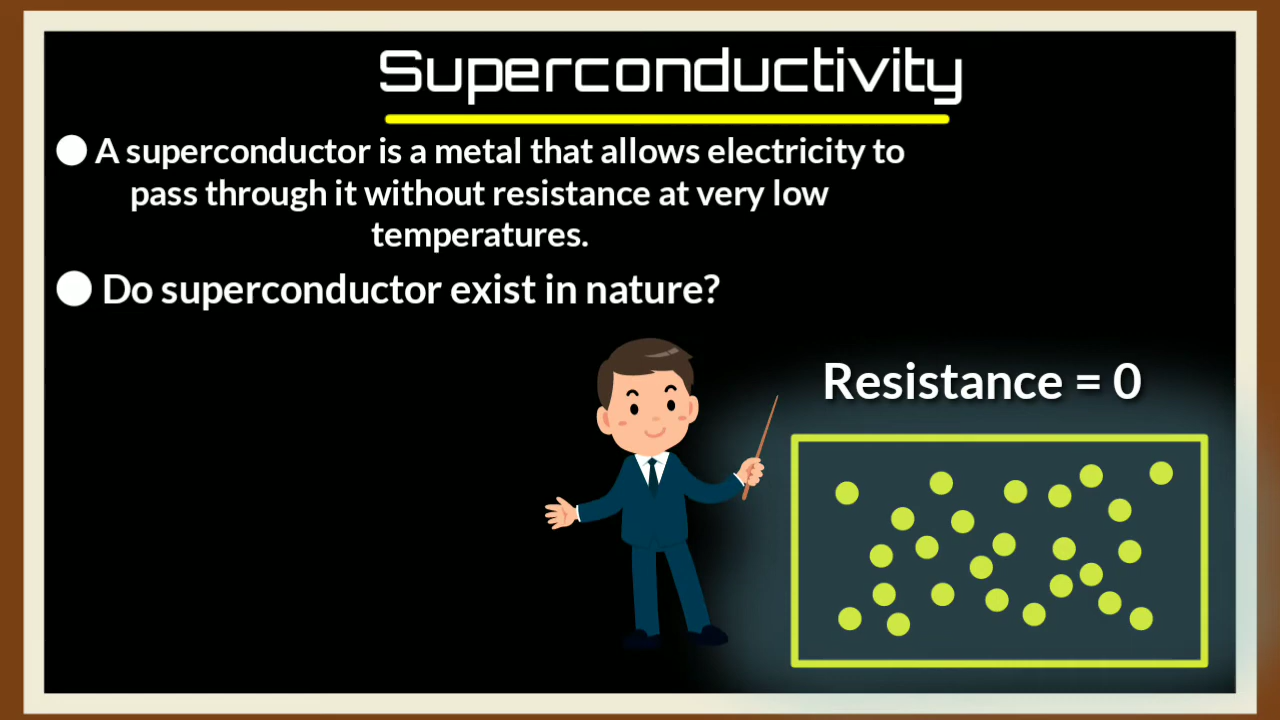 Superconductivity
A superconductor is a metal that allows electricity to
pass through it without resistance at very low
temperatures.
Do superconductor exist in nature?
Resistance = 0